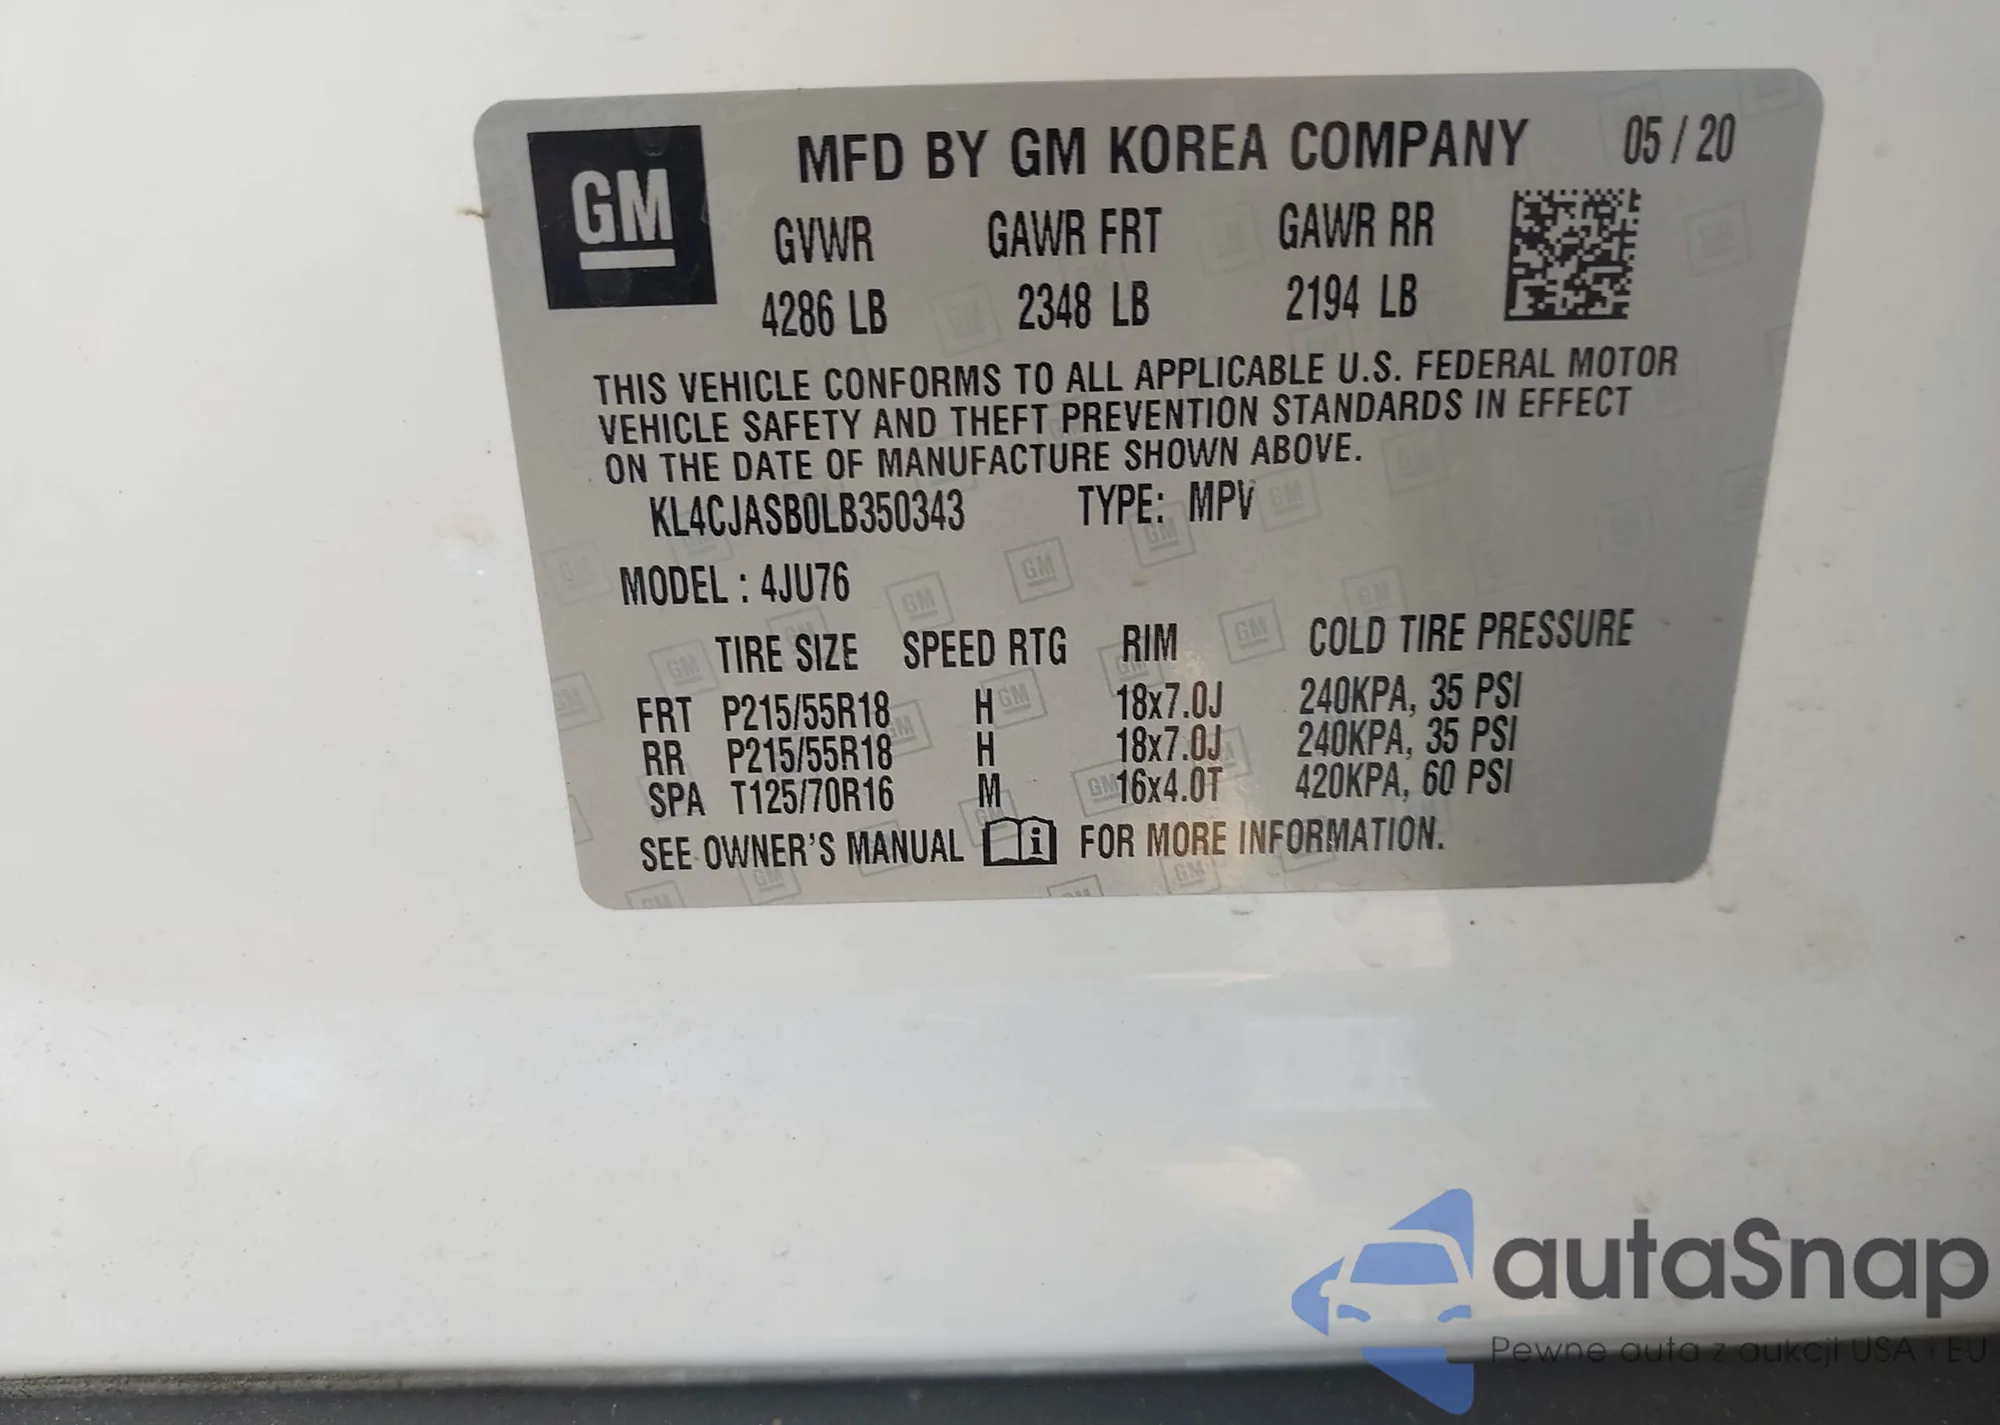 GM
MFD BY GM KOREA COMPANY 05 / 20
GVWR GAWR FRT GAWR RR
4286 LB 2348 LB 2194 LB
THIS VEHICLE CONFORMS TO ALL APPLICABLE U.S. FEDERAL MOTOR
VEHICLE SAFETY AND THEFT PREVENTION STANDARDS IN EFFECT
ON THE DATE OF MANUFACTURE SHOWN ABOVE.
KL4CJASB0LB350343 TYPE: MPV
MODEL : 4JU76
TIRE SIZE SPEED RTG RIM COLD TIRE PRESSURE
FRT P215/55R18 H 18x7.0J 240KPA, 35 PSI
RR P215/55R18 H 18x7.0J 240KPA, 35 PSI
SPA T125/70R16 M 16x4.0T 420KPA, 60 PSI
SEE OWNER'S MANUAL i FOR MORE INFORMATION.
autaSnap
Pewne auta z aukcji USA i EU